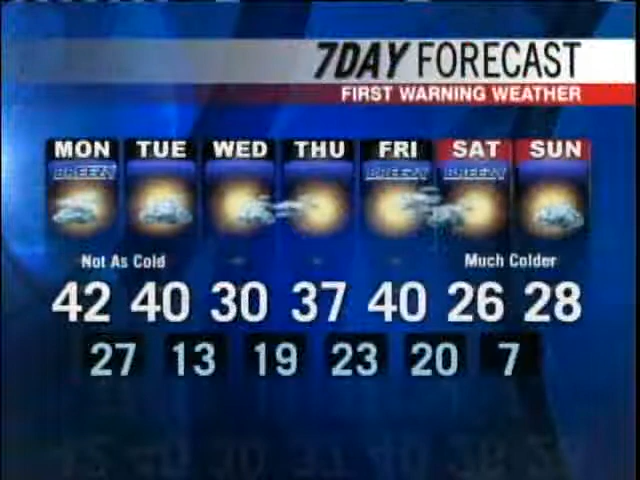 7DAY FORECAST
FIRST WARNING WEATHER
MON TUE WED THU FRI SAT SUN
BREEZY BREEZY BREEZY
Not As Cold Much Colder
42 40 30 37 40 26 28
27 13 19 23 20 7